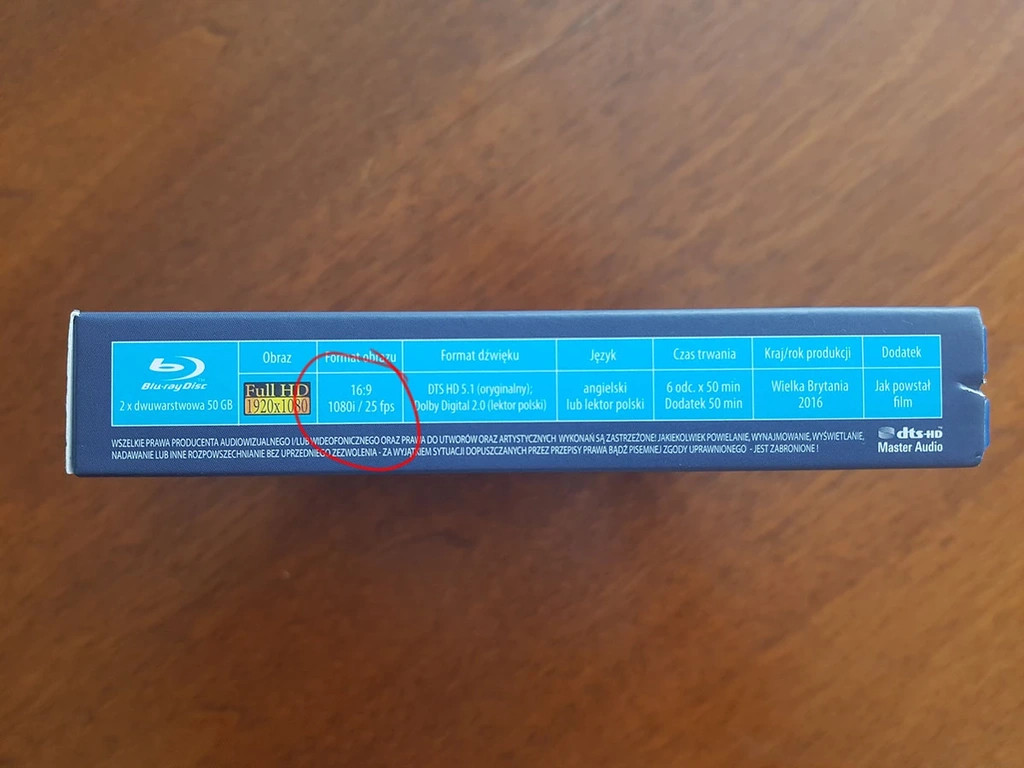 Blu-ray Disc™
2 x dwuwarstwowa 50 GB
Obraz
Full HD
1920x1080
Format obrazu
16:9
1080i / 25 fps
Format dźwięku
DTS HD 5.1 (oryginalny);
Dolby Digital 2.0 (lektor polski)
Język
angielski
lub lektor polski
Czas trwania
6 odc. x 50 min
Dodatek 50 min
Kraj/rok produkcji
Wielka Brytania
2016
Dodatek
Jak powstał
film
WSZELKIE PRAWA PRODUCENTA AUDIOWIZUALNEGO I/LUB WIDEOFONICZNEGO ORAZ PRAWA DO UTWORÓW ORAZ ARTYSTYCZNYCH WYKONAŃ SĄ ZASTRZEŻONE! JAKIEKOLWIEK POWIELANIE, WYNAJMOWANIE, WYŚWIETLANIE,
NADAWANIE LUB INNE ROZPOWSZECHNIANIE BEZ UPRZEDNIEGO ZEZWOLENIA - ZA WYJĄTKIEM SYTUACJI DOPUSZCZANYCH PRZEZ PRZEPISY PRAWA BĄDŹ PISEMNEJ ZGODY UPRAWNIONEGO - JEST ZABRONIONE !
dts-HD™
Master Audio